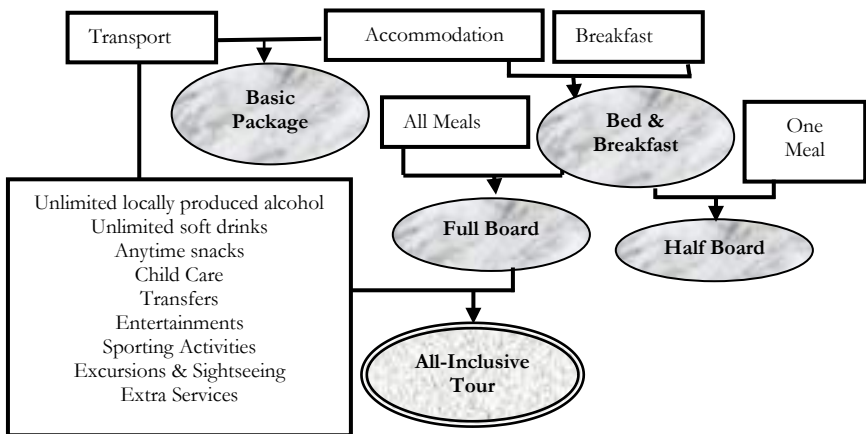 Transport
Accommodation
Breakfast
Basic
Package
All Meals
Bed &
Breakfast
One
Meal
Unlimited locally produced alcohol
Unlimited soft drinks
Anytime snacks
Child Care
Transfers
Entertainments
Sporting Activities
Excursions & Sightseeing
Extra Services
Full Board
Half Board
All-Inclusive
Tour